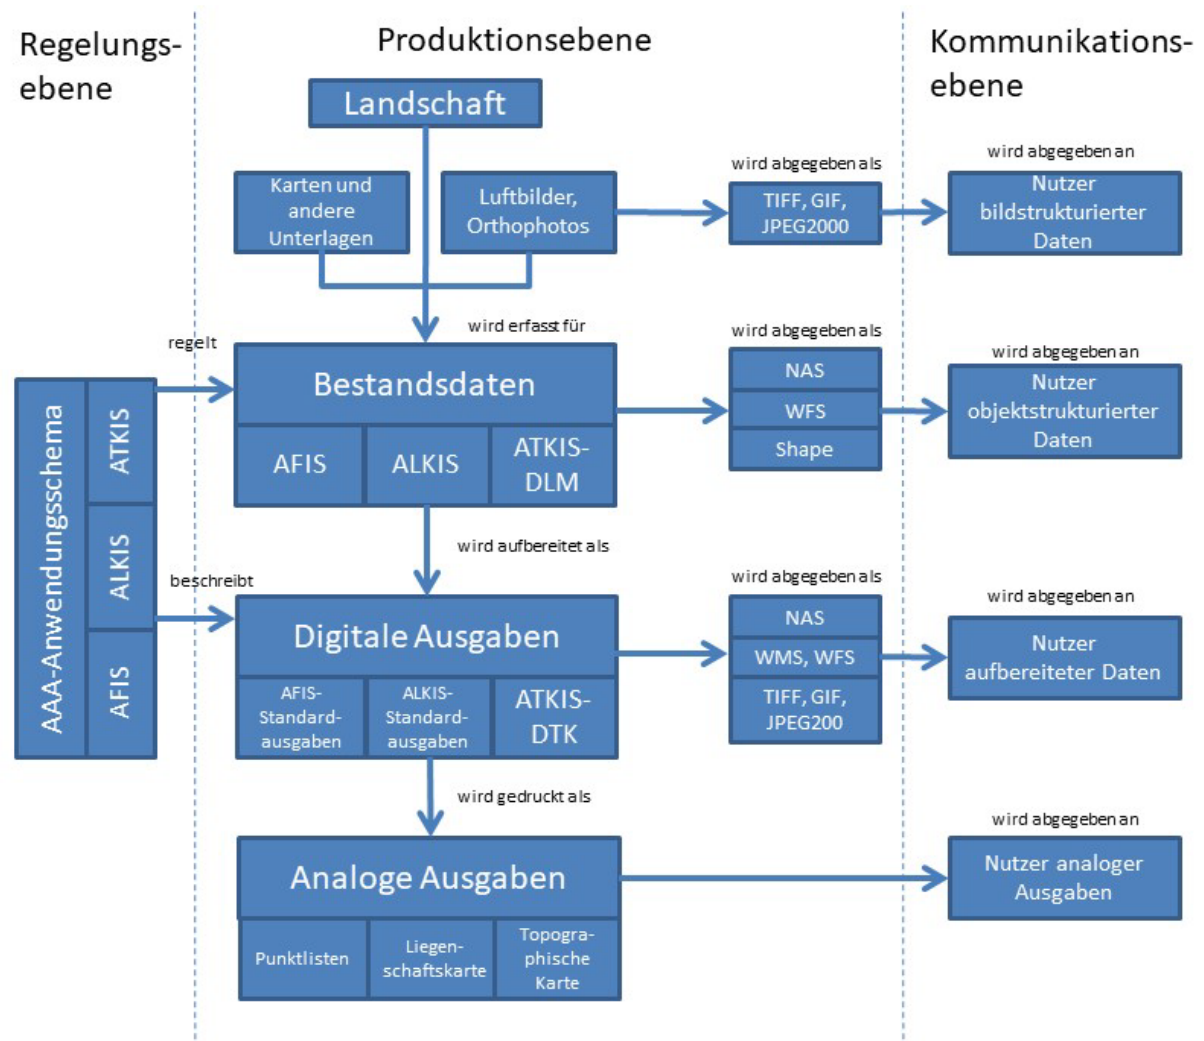 Regelungs-
ebene
Produktionsebene
Kommunikations-
ebene
Landschaft
Karten und
andere
Unterlagen
Luftbilder,
Orthophotos
wird abgegeben als
TIFF, GIF,
JPEG2000
wird abgegeben an
Nutzer
bildstrukturierter
Daten
wird erfasst für
regelt
AAA-Anwendungsschema
ATKIS
ALKIS
AFIS
Bestandsdaten
AFIS
ALKIS
ATKIS-
DLM
wird abgegeben als
NAS
WFS
Shape
wird abgegeben an
Nutzer
objektstrukturierter
Daten
wird aufbereitet als
beschreibt
Digitale Ausgaben
AFIS-
Standard-
ausgaben
ALKIS-
Standard-
ausgaben
ATKIS-
DTK
wird abgegeben als
NAS
WMS, WFS
TIFF, GIF,
JPEG200
wird abgegeben an
Nutzer
aufbereiteter Daten
wird gedruckt als
Analoge Ausgaben
Punktlisten
Liegen-
schaftskarte
Topogra-
phische
Karte
wird abgegeben an
Nutzer analoger
Ausgaben